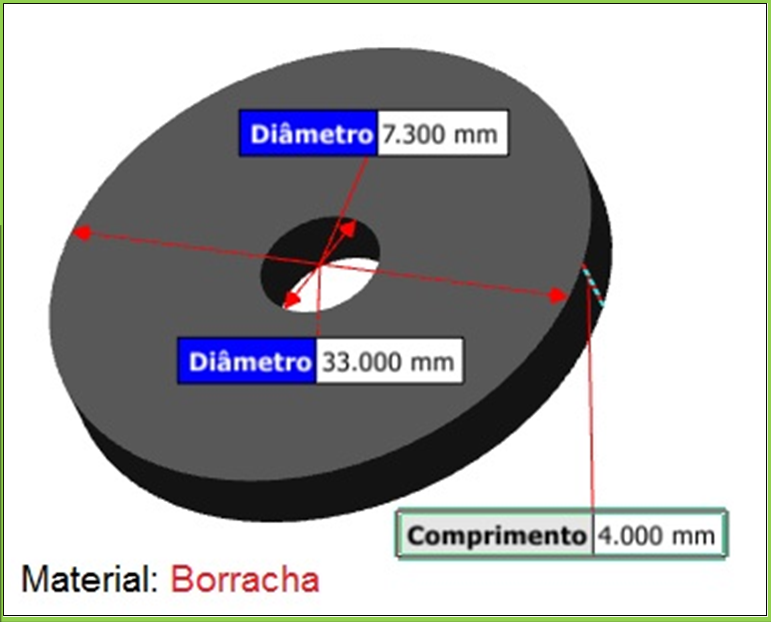 Diâmetro 7.300 mm
Diâmetro 33.000 mm
Comprimento 4.000 mm
Material: Borracha